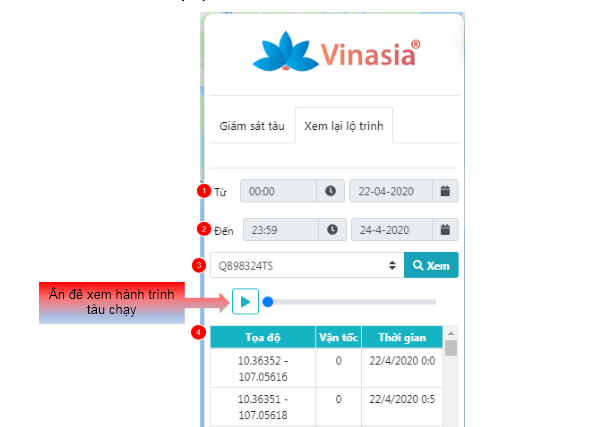 Vinasia®
Giám sát tàu Xem lại lộ trình
1 Từ 00:00 22-04-2020
2 Đến 23:59 24-4-2020
3 QB98324TS Xem
Ấn để xem hành trình
tàu chạy
4 Tọa độ Vận tốc Thời gian
10.36352 - 0 22/4/2020 0:0
107.05616
10.36351 - 0 22/4/2020 0:5
107.05618